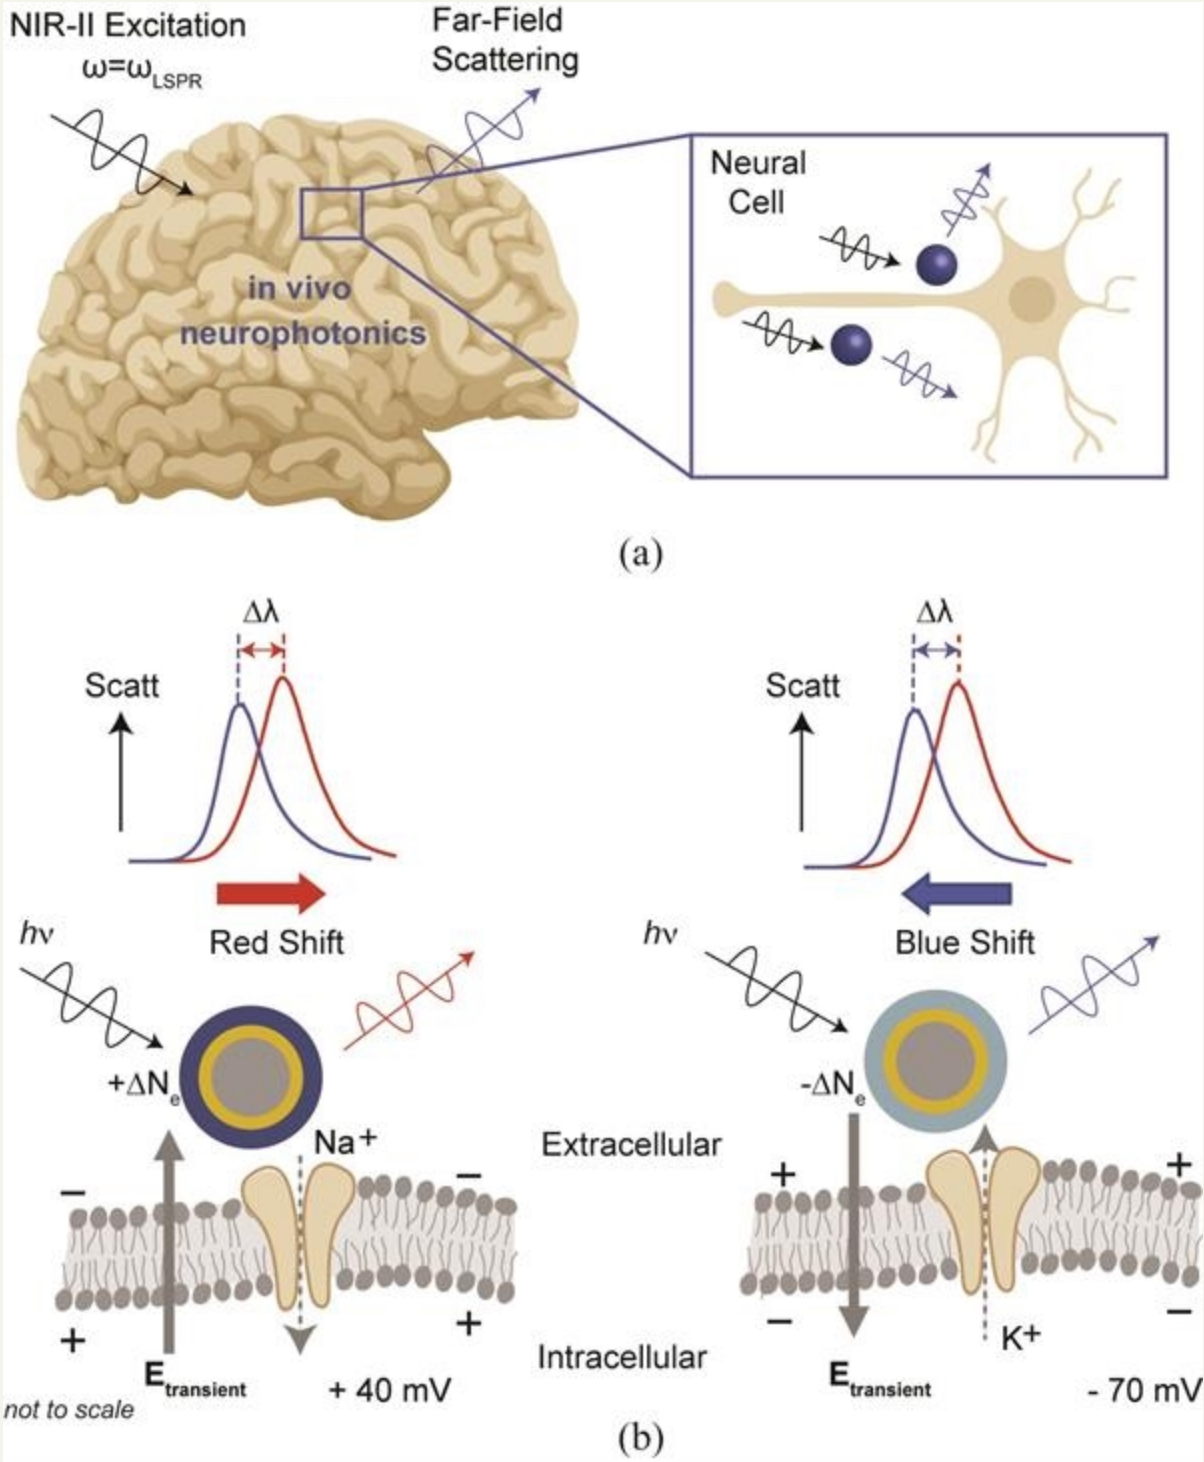 NIR-II Excitation
ω=ωLSPR
Far-Field
Scattering
in vivo
neurophotonics
Neural
Cell
(a)
Δλ
Scatt
Red Shift
hν
+ΔNe
Na+
−
−
+
+
Etransient
+ 40 mV
not to scale
Extracellular
Intracellular
Δλ
Scatt
Blue Shift
hν
-ΔNe
+
+
−
−
K+
Etransient
- 70 mV
(b)